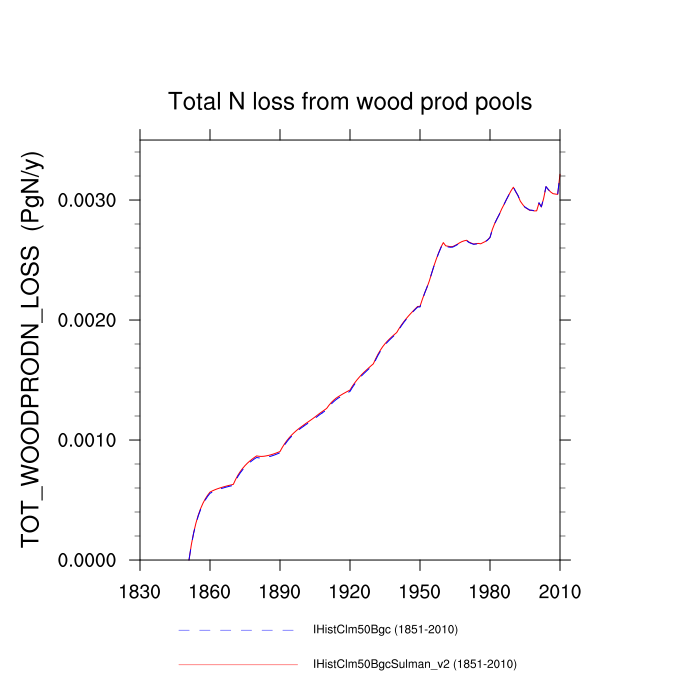 Total N loss from wood prod pools
TOT_WOODPRODN_LOSS (PgN/y)
0.0030
0.0020
0.0010
0.0000
1830 1860 1890 1920 1950 1980 2010
IHistClm50Bgc (1851-2010)
IHistClm50BgcSulman_v2 (1851-2010)